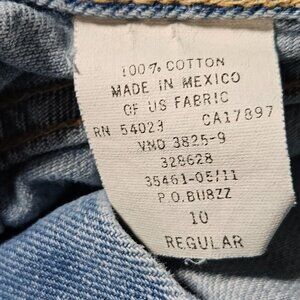 100% COTTON
MADE IN MEXICO
OF US FABRIC
RN 54023 CA17897
VND 3825-9
328628
35461-05/11
P.O.BU8ZZ
10
REGULAR